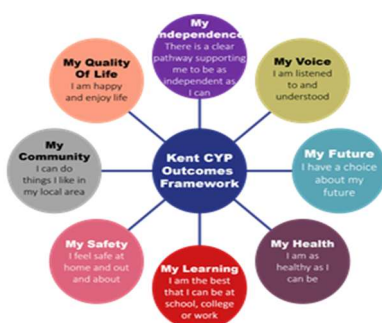 My
Independence
There is a clear
pathway supporting
me to be as
independent as
I can
My Voice
I am listened
to and
understood
My Future
I have a choice
about my
future
My Health
I am as
healthy as I
can be
My Learning
I am the best
that I can be at
school, college
or work
My Safety
I feel safe at
home and out
and about
My
Community
I can do
things I like in
my local area
My Quality
Of Life
I am happy
and enjoy life
Kent CYP
Outcomes
Framework